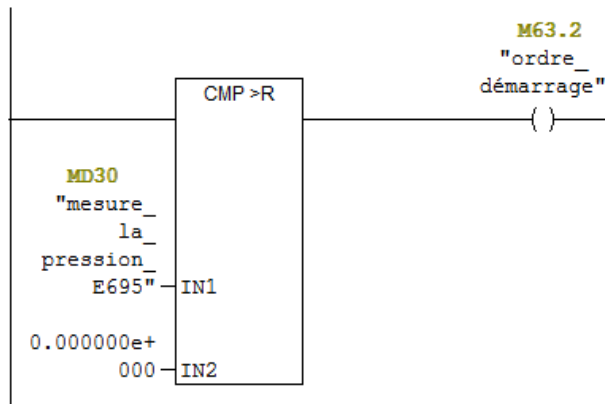 M63.2
"ordre_
démarrage"
CMP >R
( )
MD30
"mesure_
la_
pression_
E695"
IN1
0.000000e+
000
IN2